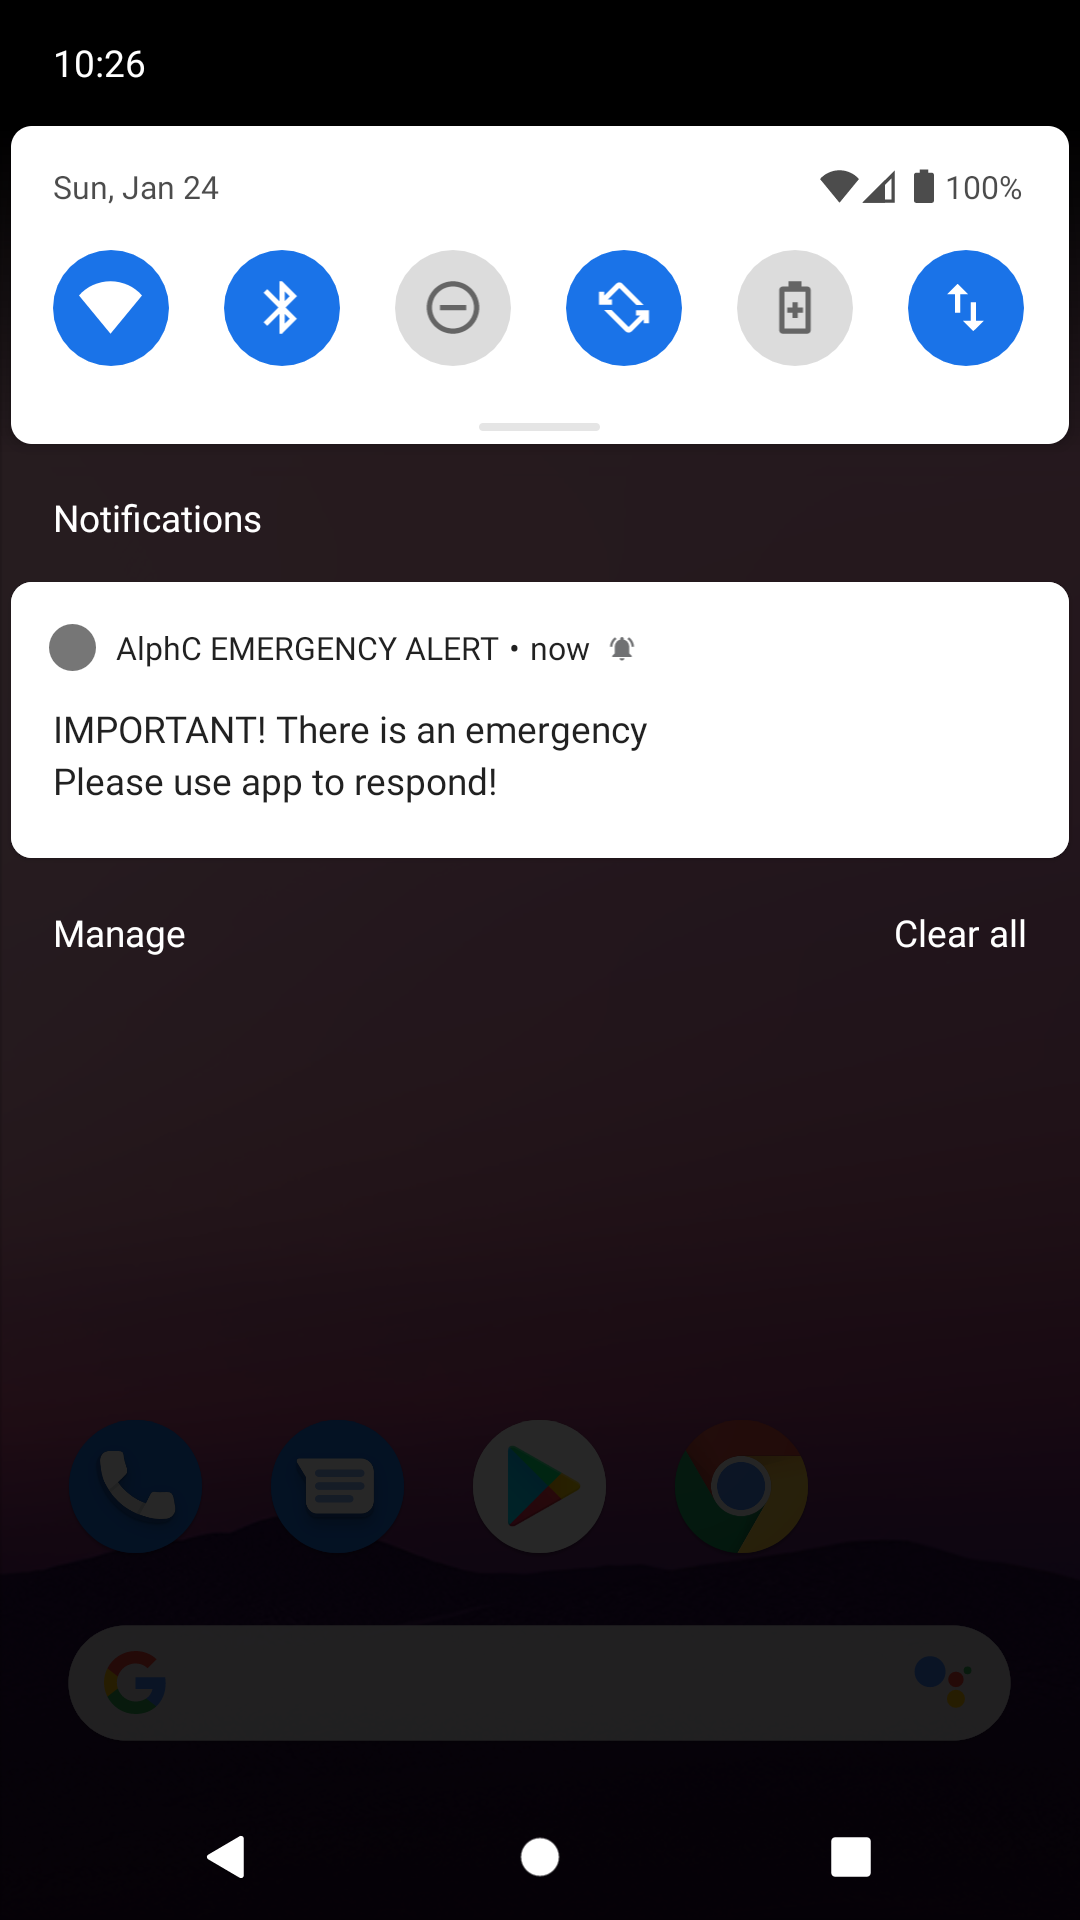 10:26
Sun, Jan 24 100%
Notifications
AlphC EMERGENCY ALERT • now
IMPORTANT! There is an emergency
Please use app to respond!
Manage Clear all